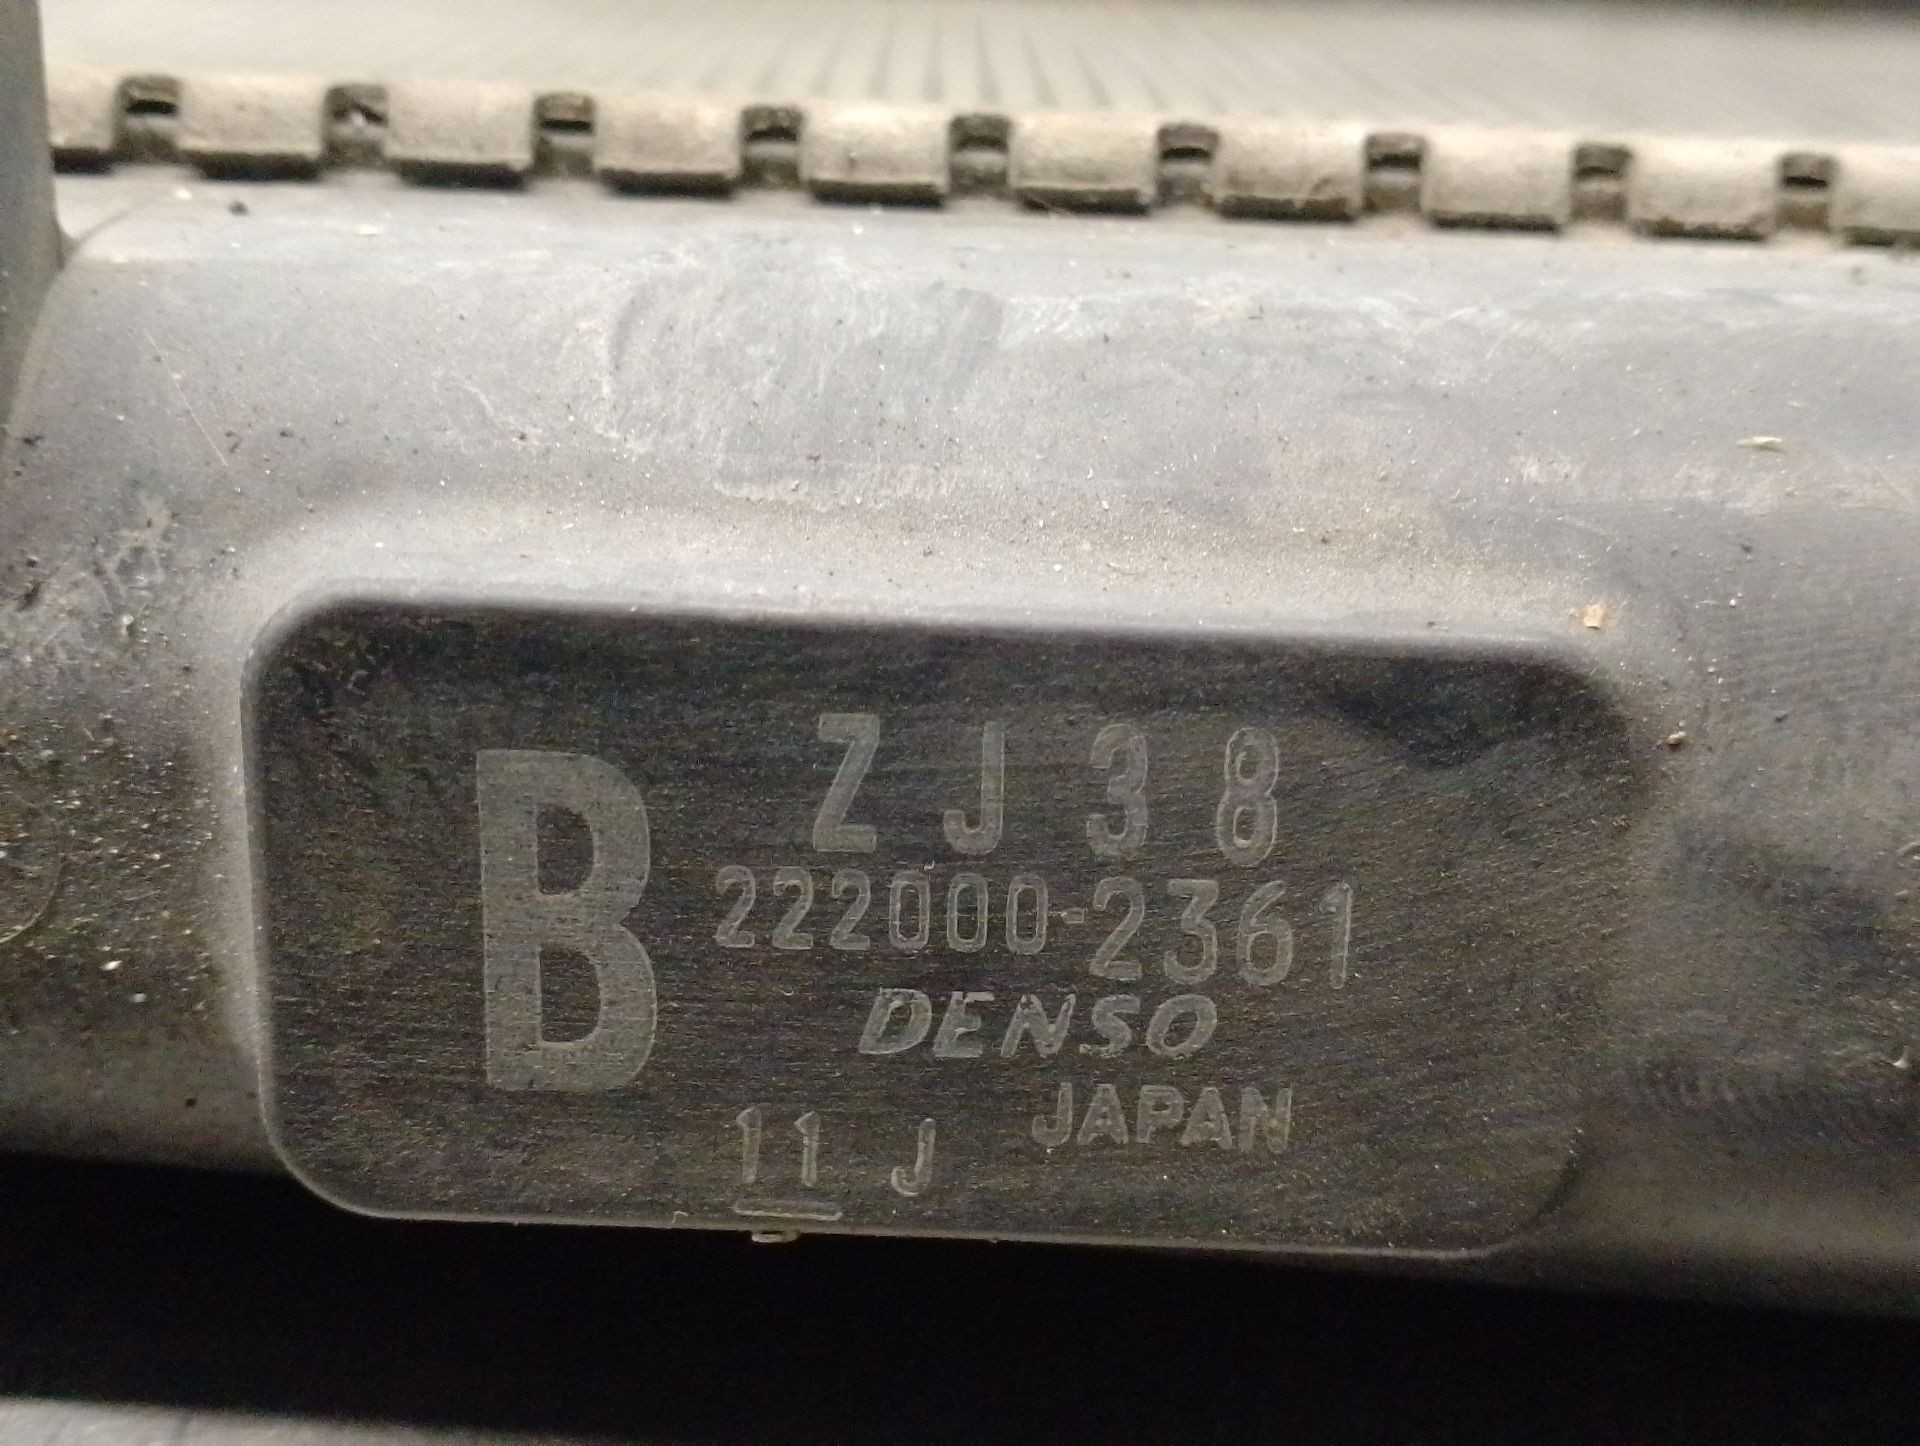 B
ZJ38
222000-2361
DENSO
JAPAN
11 J